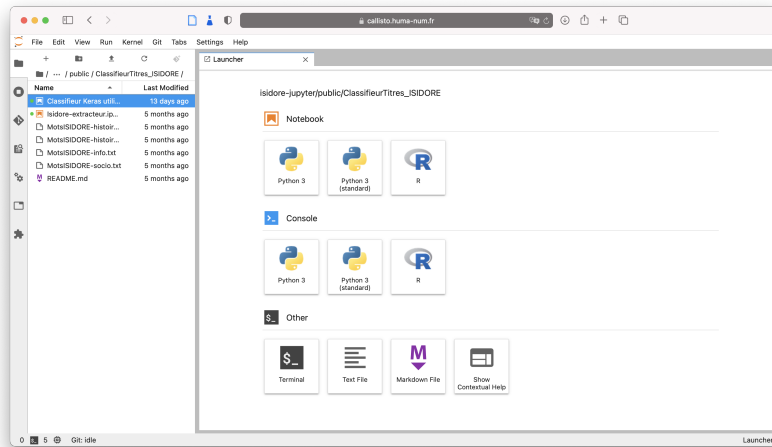 callisto.huma-num.fr
File Edit View Run Kernel Git Tabs Settings Help
Launcher
/ ··· / public / ClassifieurTitres_ISIDORE /
Name Last Modified
Classifieur Keras utili... 13 days ago
Isidore-extracteur.ip... 5 months ago
MotsISIDORE-histoir... 5 months ago
MotsISIDORE-histoir... 5 months ago
MotsISIDORE-info.txt 5 months ago
MotsISIDORE-socio.txt 5 months ago
README.md 5 months ago
isidore-jupyter/public/ClassifieurTitres_ISIDORE
Notebook
Python 3
Python 3 (standard)
R
Console
Python 3
Python 3 (standard)
R
$_ Other
$_
Terminal
Text File
M
Markdown File
Show Contextual Help
0 $_ 5 Git: idle
Launcher